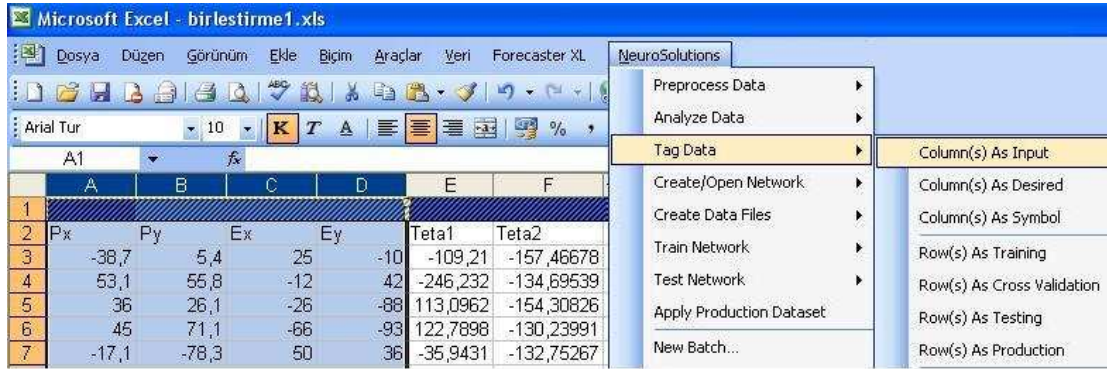 Microsoft Excel - birlestirme1.xls
Dosya Düzen Görünüm Ekle Biçim Araçlar Veri Forecaster XL NeuroSolutions
Arial Tur 10 K T A %
A1 fx
A B C D E F
1
2 Px Py Ex Ey Teta1 Teta2
3 -38,7 5,4 25 -10 -109,21 -157,46678
4 53,1 55,8 -12 42 -246,232 -134,69539
5 36 26,1 -26 -88 113,0962 -154,30826
6 45 71,1 -66 -93 122,7898 -130,23991
7 -17,1 -78,3 50 36 -35,9431 -132,75267
Preprocess Data
Analyze Data
Tag Data
Create/Open Network
Create Data Files
Train Network
Test Network
Apply Production Dataset
New Batch...
Column(s) As Input
Column(s) As Desired
Column(s) As Symbol
Row(s) As Training
Row(s) As Cross Validation
Row(s) As Testing
Row(s) As Production